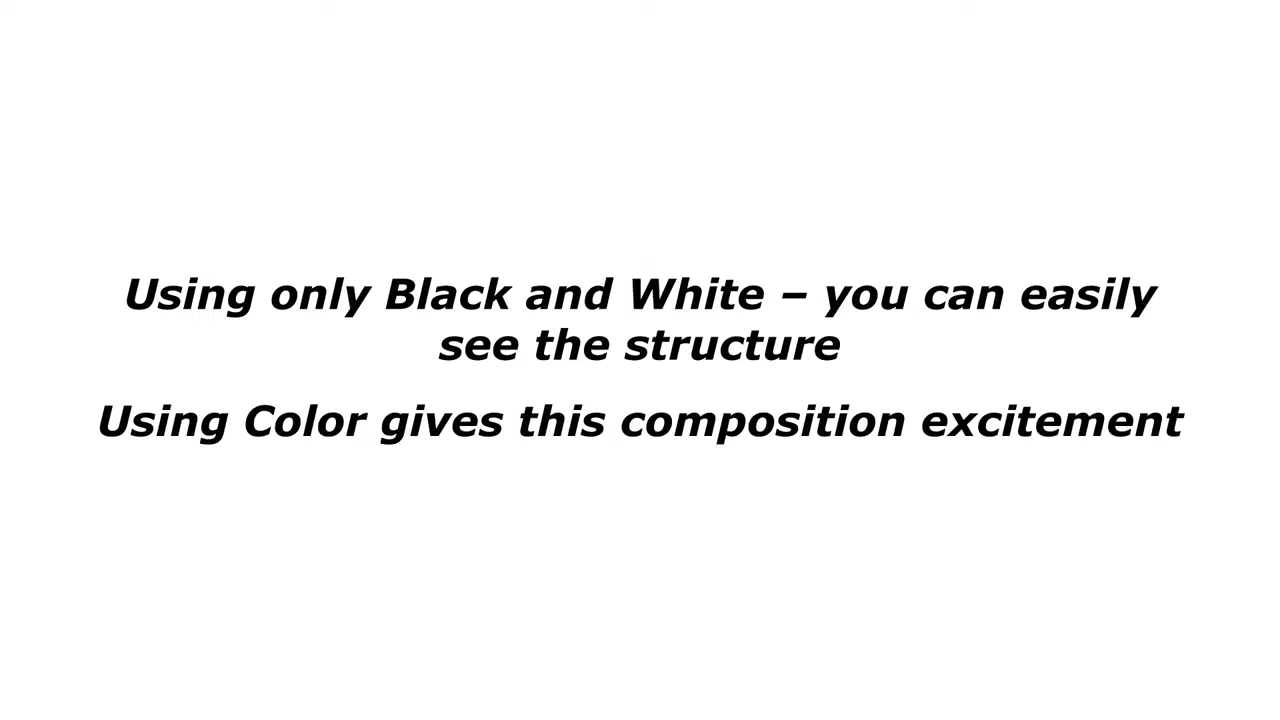 Using only Black and White – you can easily
see the structure
Using Color gives this composition excitement